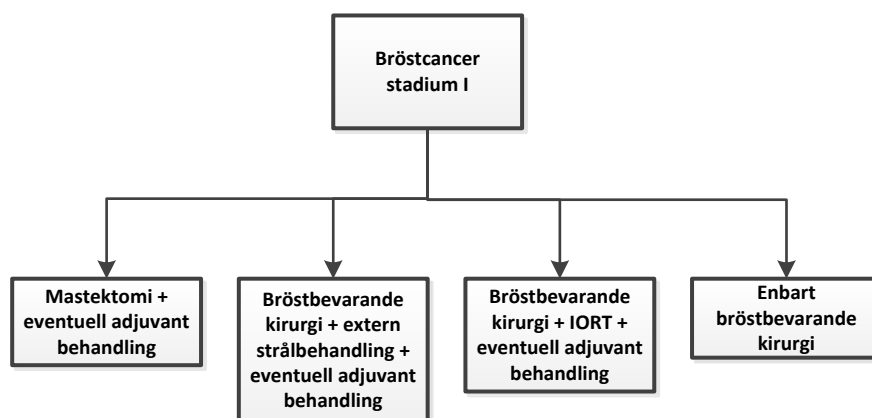 Bröstcancer
stadium I
Mastektomi +
eventuell adjuvant
behandling
Bröstbevarande
kirurgi + extern
strålbehandling +
eventuell adjuvant
behandling
Bröstbevarande
kirurgi + IORT +
eventuell adjuvant
behandling
Enbart
bröstbevarande
kirurgi